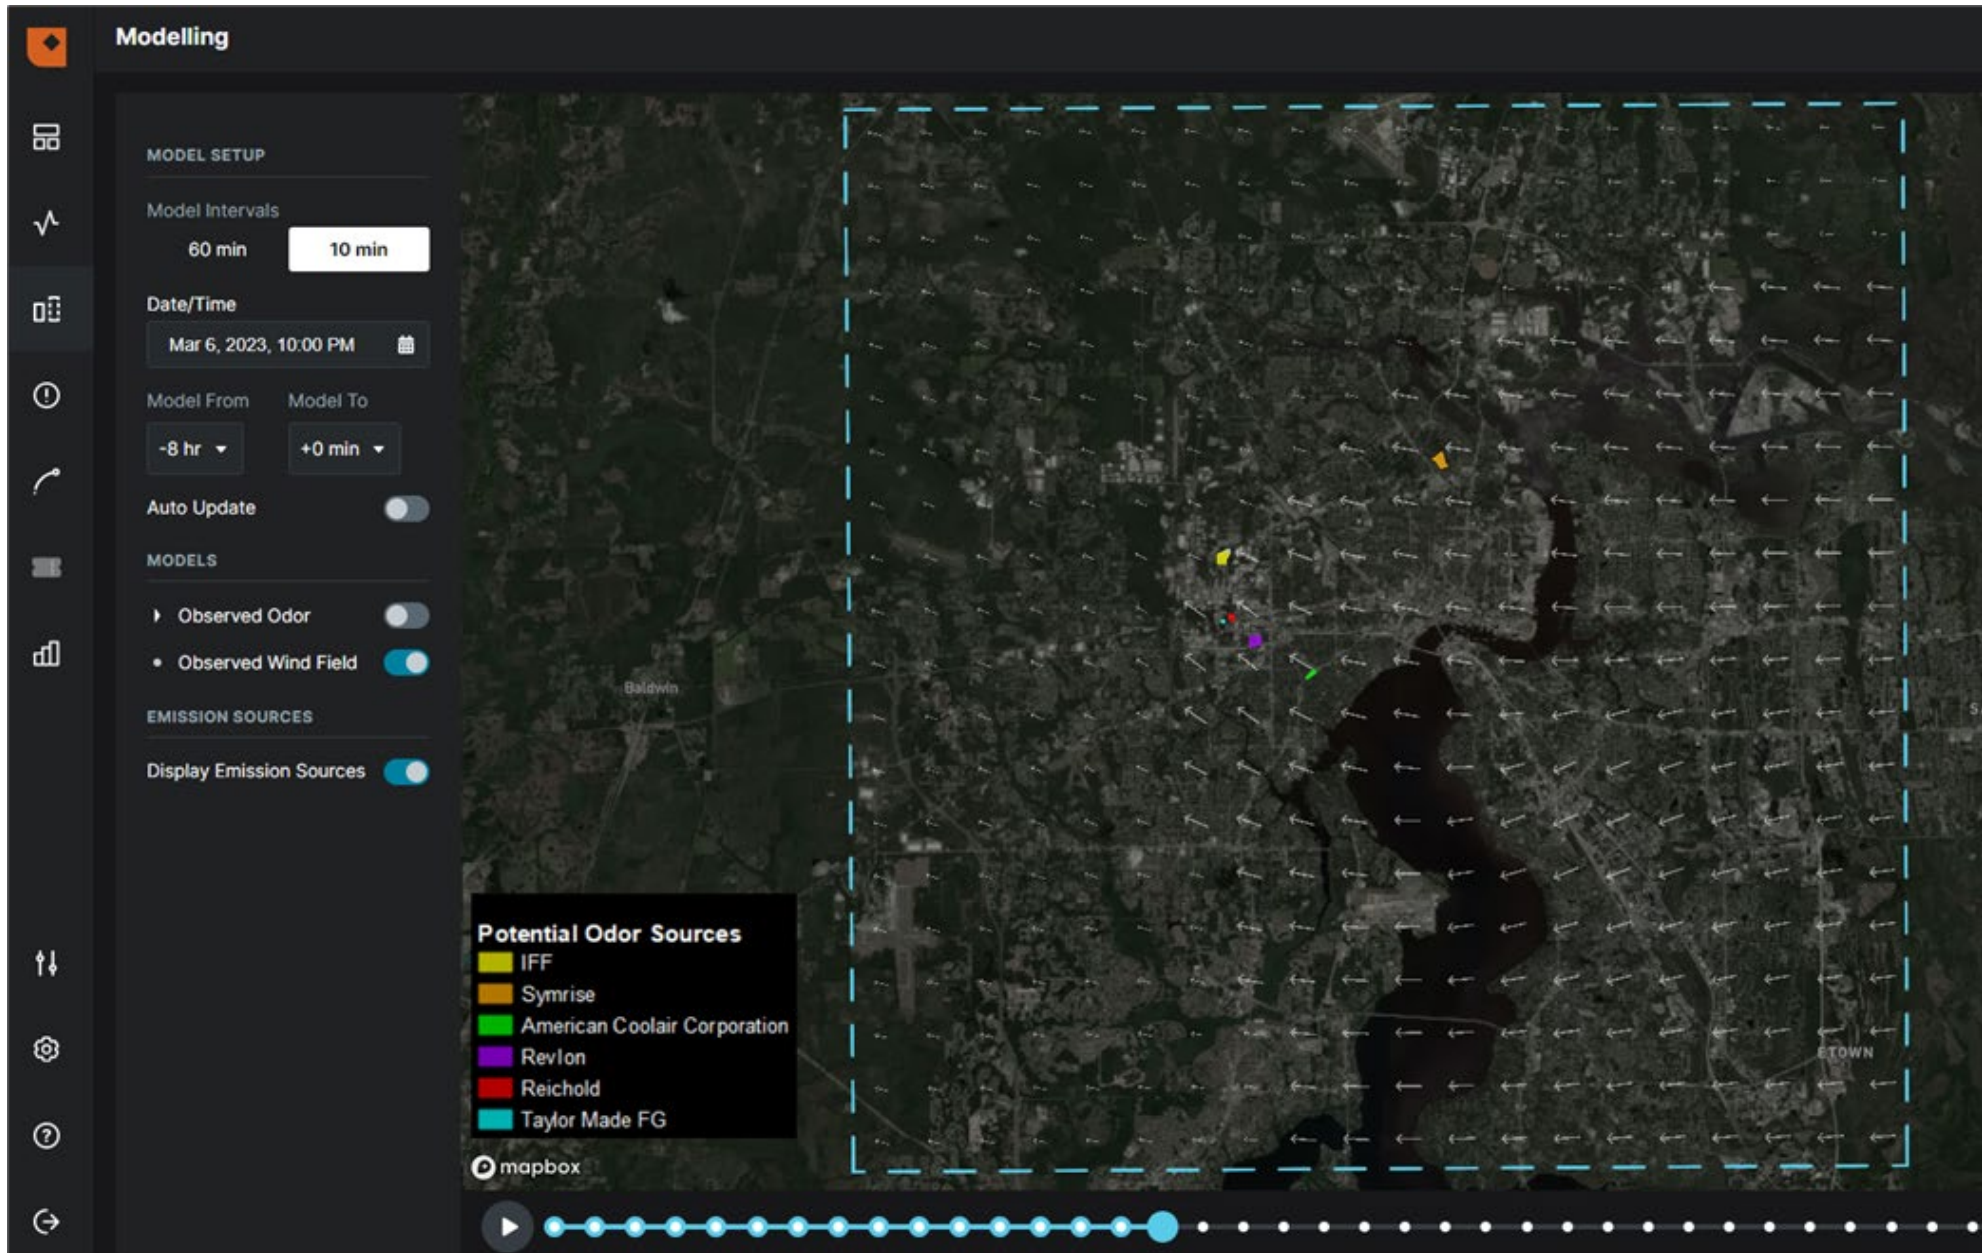 Modelling
MODEL SETUP
Model Intervals
60 min
10 min
Date/Time
Mar 6, 2023, 10:00 PM
Model From
Model To
-8 hr
+0 min
Auto Update
MODELS
Observed Odor
Observed Wind Field
EMISSION SOURCES
Display Emission Sources
Baldwin
ETOWN
Potential Odor Sources
IFF
Symrise
American Coolair Corporation
Revlon
Reichold
Taylor Made FG
mapbox